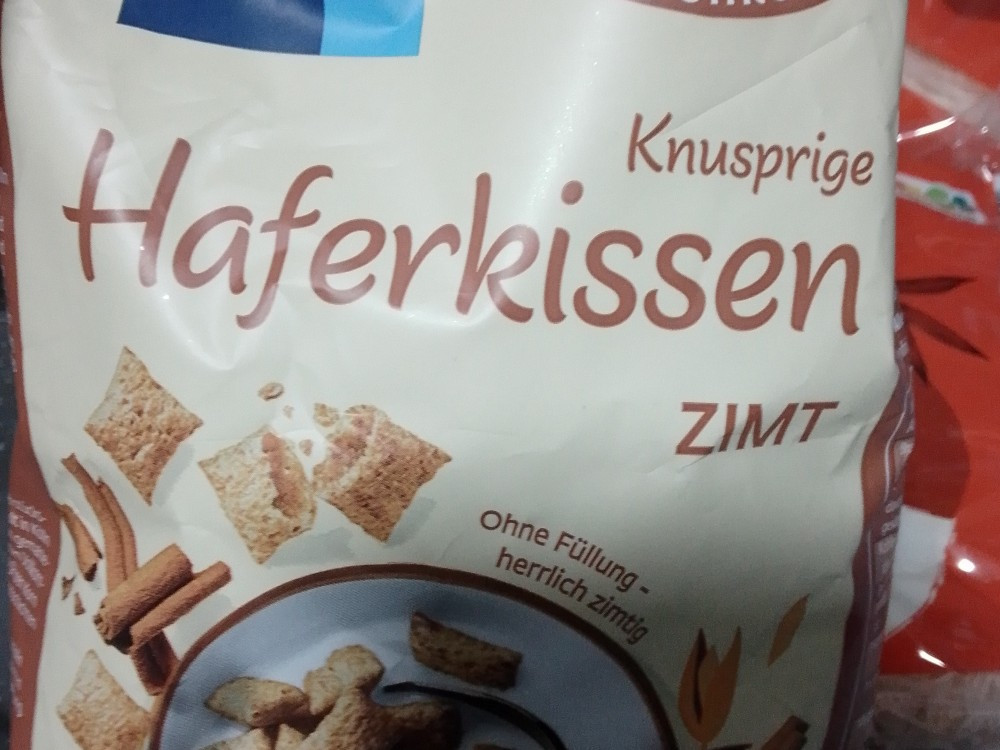 Knusprige
Haferkissen
ZIMT
Ohne Füllung -
herrlich zimtig